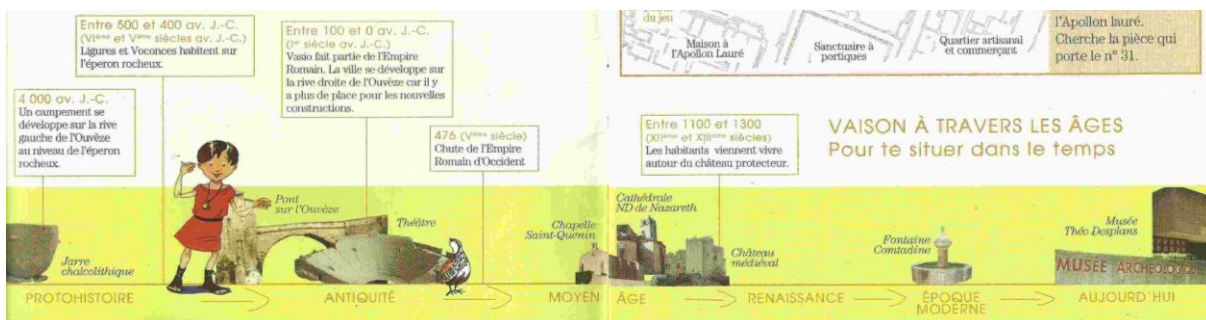 Entre 500 et 400 av. J.-C.
(VIème et Vème siècles av. J.-C.)
Ligures et Voconces habitent sur
l'éperon rocheux.
4 000 av. J.-C.
Un campement se
développe sur la rive
gauche de l'Ouvèze
au niveau de l'éperon
rocheux.
Entre 100 et 0 av. J.-C.
(Ier siècle av. J.-C.)
Vasio fait partie de l'Empire
Romain. La ville se développe sur
la rive droite de l'Ouvèze car il y
a plus de place pour les nouvelles
constructions.
476 (Vème siècle)
Chute de l'Empire
Romain d'Occident
du jeu
Maison à
l'Apollon Lauré
Sanctuaire à
portiques
Quartier artisanal
et commerçant
l'Apollon lauré.
Cherche la pièce qui
porte le n° 31.
Entre 1100 et 1300
(XIIème et XIIIème siècles)
Les habitants viennent vivre
autour du château protecteur.
VAISON À TRAVERS LES ÂGES
Pour te situer dans le temps
Jarre
chalcolithique
Pont
sur l'Ouvèze
Théâtre
Chapelle
Saint-Quenin
Cathédrale
ND de Nazareth
Château
médiéval
Fontaine
Comtadine
Musée
Théo Desplans
MUSÉE ARCHÉOLOGIQ
PROTOHISTOIRE
ANTIQUITÉ
MOYEN ÂGE
RENAISSANCE
ÉPOQUE
MODERNE
AUJOURD'HUI